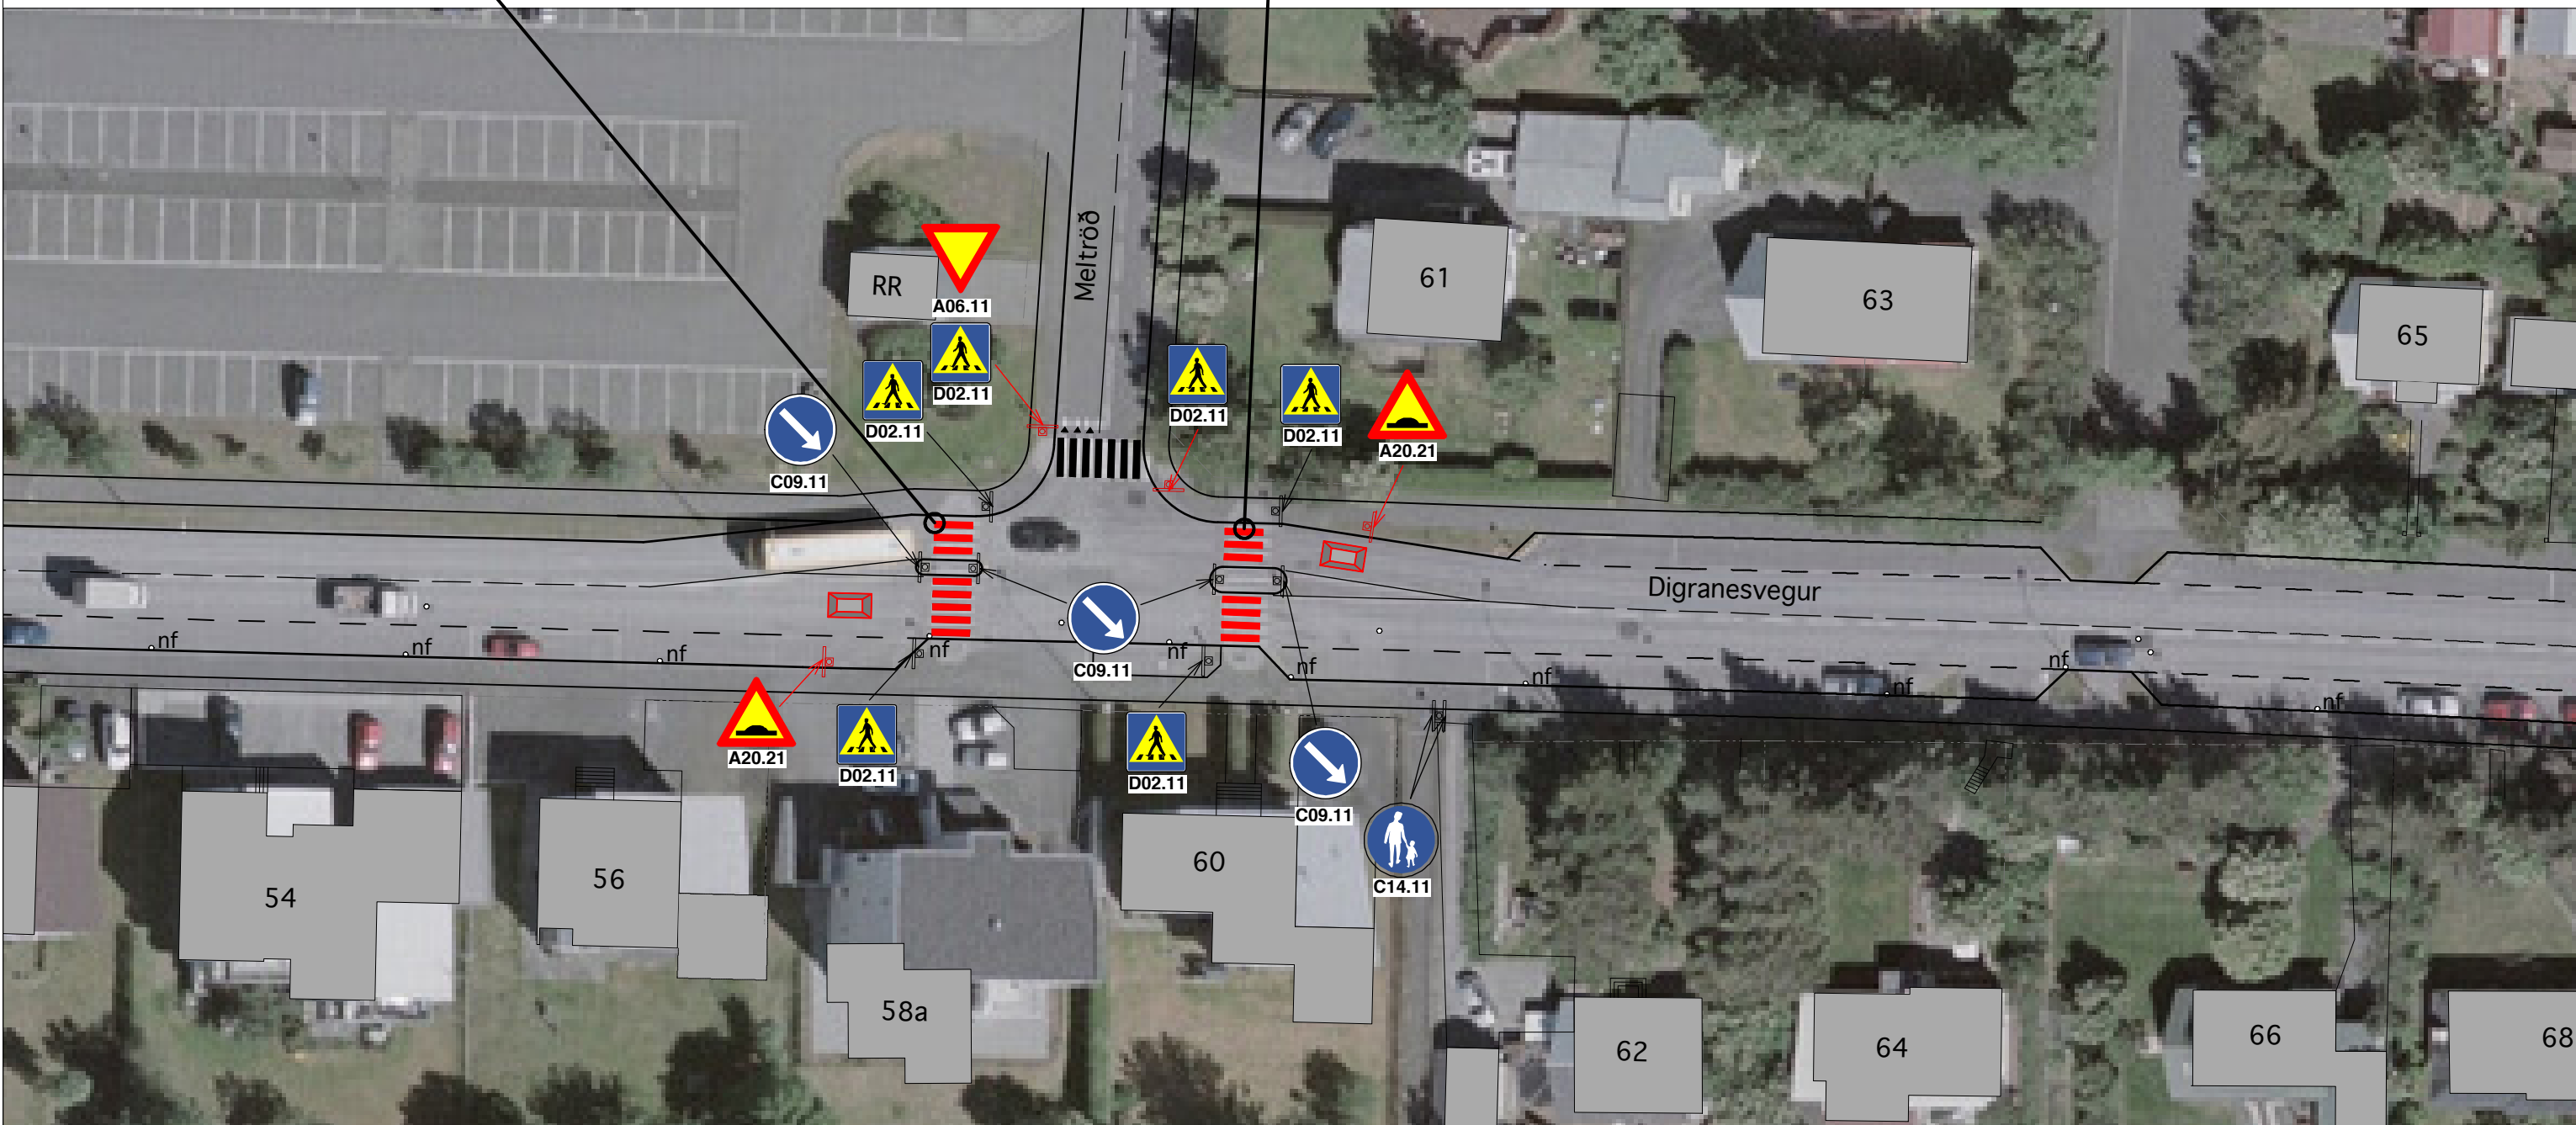 Meltröð
RR
A06.11
D02.11
D02.11
C09.11
D02.11
D02.11
A20.21
61
63
65
Digranesvegur
nf
nf
nf
nf
nf
nf
nf
nf
nf
nf
C09.11
A20.21
D02.11
D02.11
C09.11
C14.11
54
56
58a
60
62
64
66
68